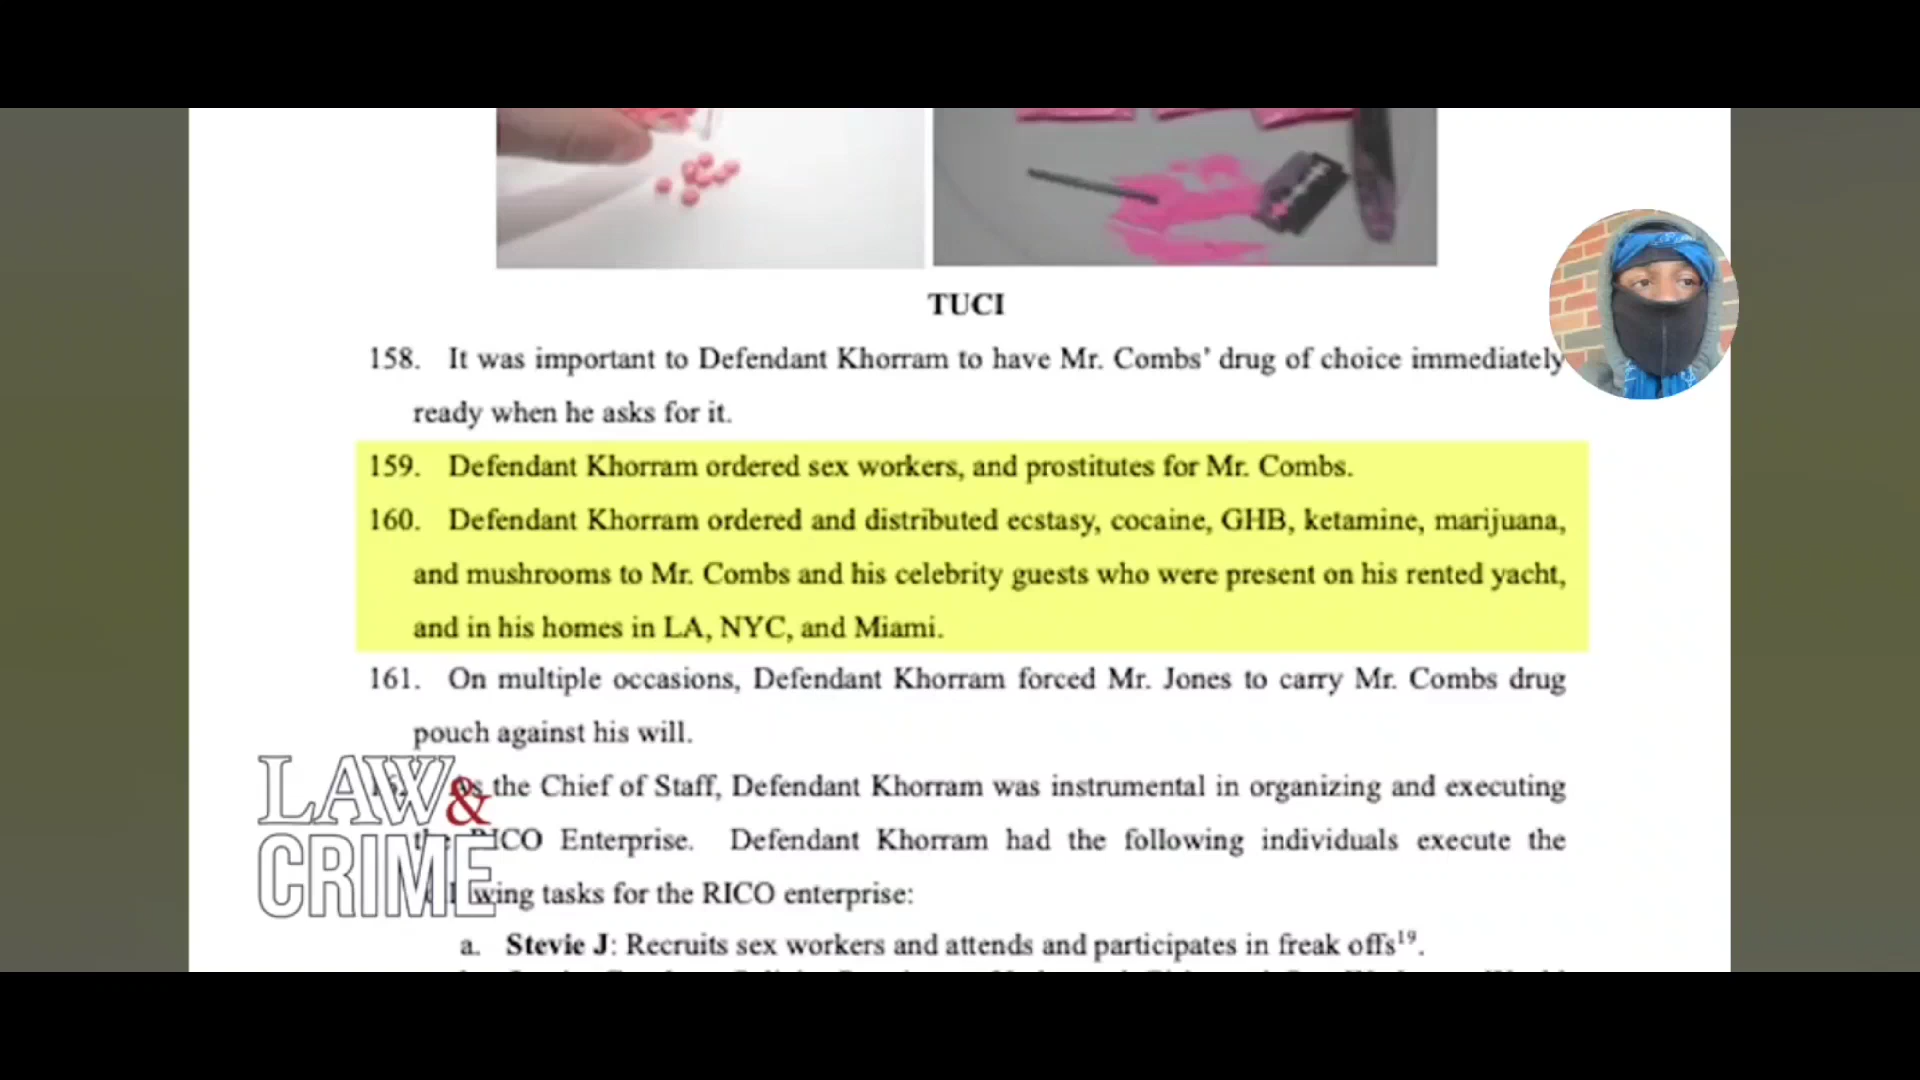 TUCI
158. It was important to Defendant Khorram to have Mr. Combs’ drug of choice immediately
ready when he asks for it.
159. Defendant Khorram ordered sex workers, and prostitutes for Mr. Combs.
160. Defendant Khorram ordered and distributed ecstasy, cocaine, GHB, ketamine, marijuana,
and mushrooms to Mr. Combs and his celebrity guests who were present on his rented yacht,
and in his homes in LA, NYC, and Miami.
161. On multiple occasions, Defendant Khorram forced Mr. Jones to carry Mr. Combs drug
pouch against his will.
the Chief of Staff, Defendant Khorram was instrumental in organizing and executing
RICO Enterprise. Defendant Khorram had the following individuals execute the
tasks for the RICO enterprise:
a. Stevie J: Recruits sex workers and attends and participates in freak offs19.
LAW&
CRIME